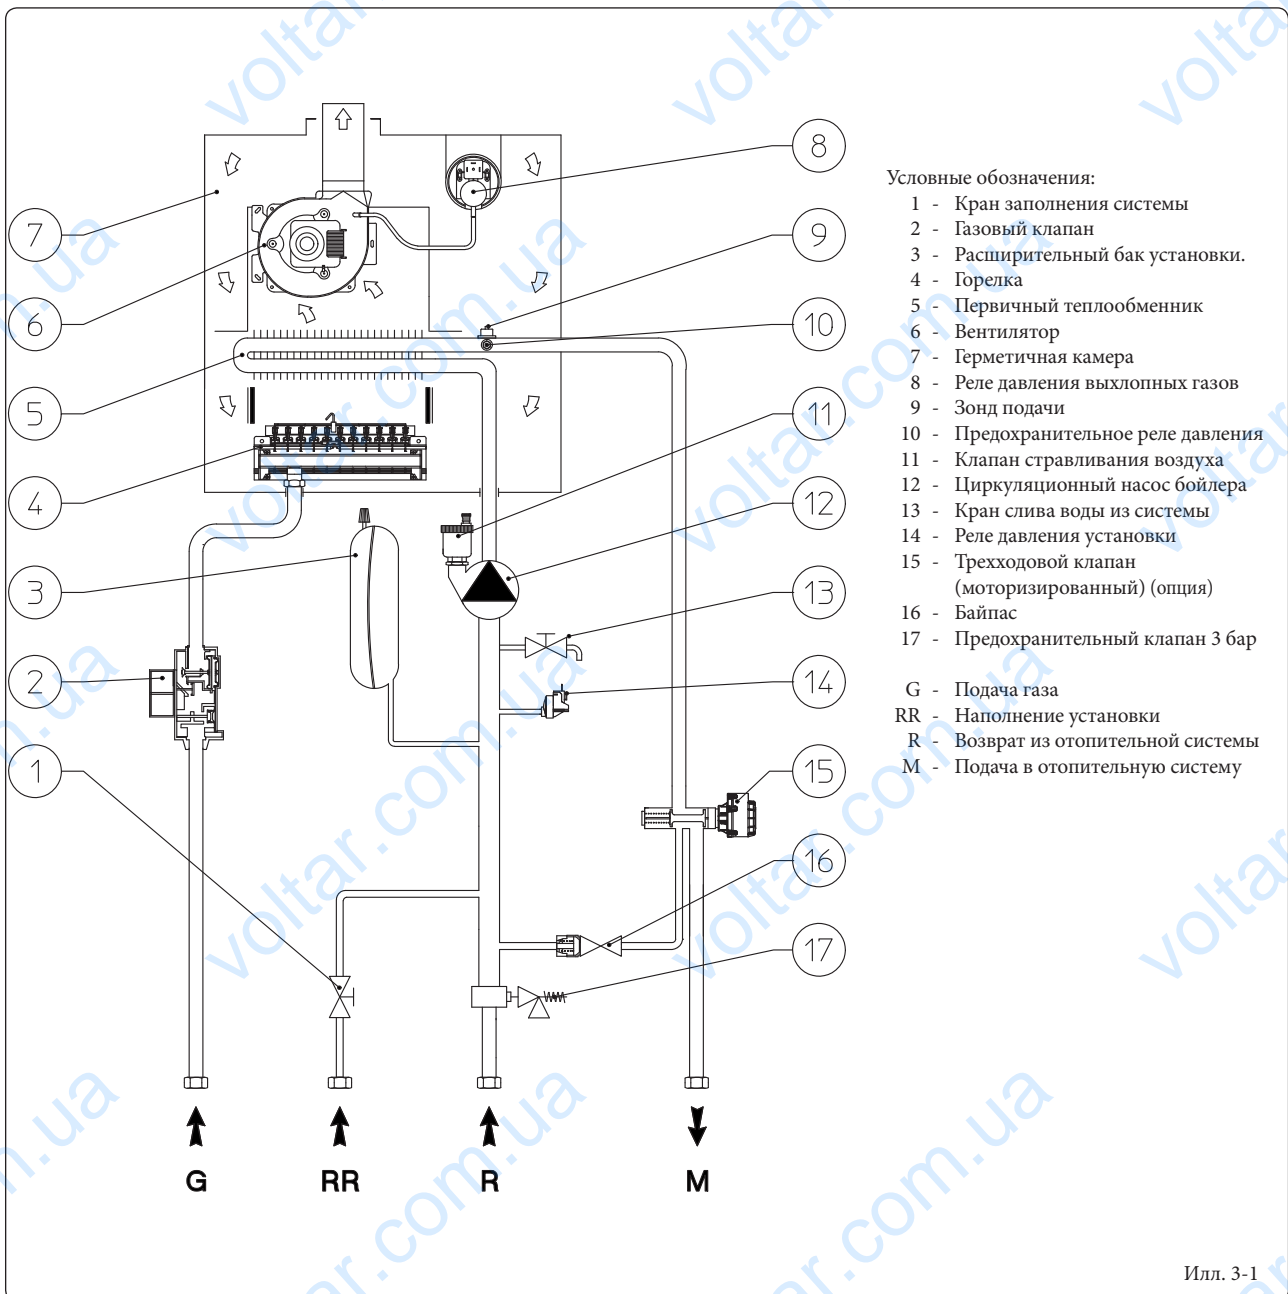 Условные обозначения:
1 - Кран заполнения системы
2 - Газовый клапан
3 - Расширительный бак установки.
4 - Горелка
5 - Первичный теплообменник
6 - Вентилятор
7 - Герметичная камера
8 - Реле давления выхлопных газов
9 - Зонд подачи
10 - Предохранительное реле давления
11 - Клапан стравливания воздуха
12 - Циркуляционный насос бойлера
13 - Кран слива воды из системы
14 - Реле давления установки
15 - Трехходовой клапан
(моторизированный) (опция)
16 - Байпас
17 - Предохранительный клапан 3 бар
G - Подача газа
RR - Наполнение установки
R - Возврат из отопительной системы
M - Подача в отопительную систему
7
6
5
4
3
2
1
8
9
10
11
12
13
14
15
16
17
G
RR
R
M
Илл. 3-1
voltar.com.ua